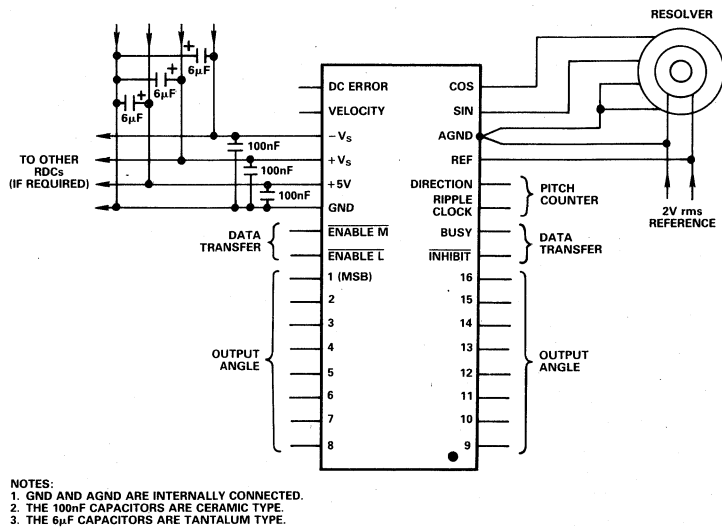 RESOLVER
+
6µF
+
6µF
+
6µF
100nF
100nF
100nF
TO OTHER
RDCs
(IF REQUIRED)
DC ERROR
VELOCITY
−VS
+VS
+5V
GND
DATA
TRANSFER
ENABLE M
ENABLE L
1 (MSB)
2
3
4
5
6
7
8
OUTPUT
ANGLE
COS
SIN
AGND
REF
DIRECTION
RIPPLE
CLOCK
BUSY
INHIBIT
16
15
14
13
12
11
10
9
PITCH
COUNTER
DATA
TRANSFER
OUTPUT
ANGLE
2V rms
REFERENCE
NOTES:
1. GND AND AGND ARE INTERNALLY CONNECTED.
2. THE 100nF CAPACITORS ARE CERAMIC TYPE.
3. THE 6µF CAPACITORS ARE TANTALUM TYPE.